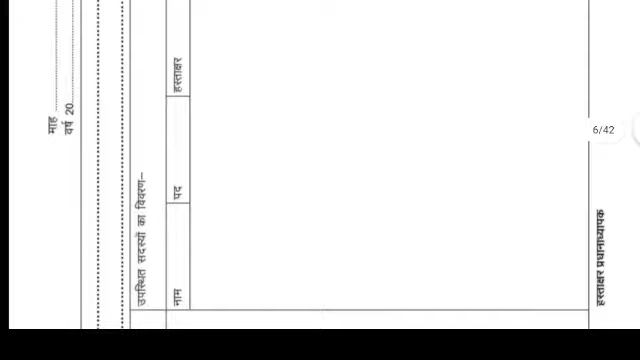 माह ........................
वर्ष 20........................
उपस्थित सदस्यों का विवरण–
नाम पद हस्ताक्षर
हस्ताक्षर प्रधानाध्यापक
6/42